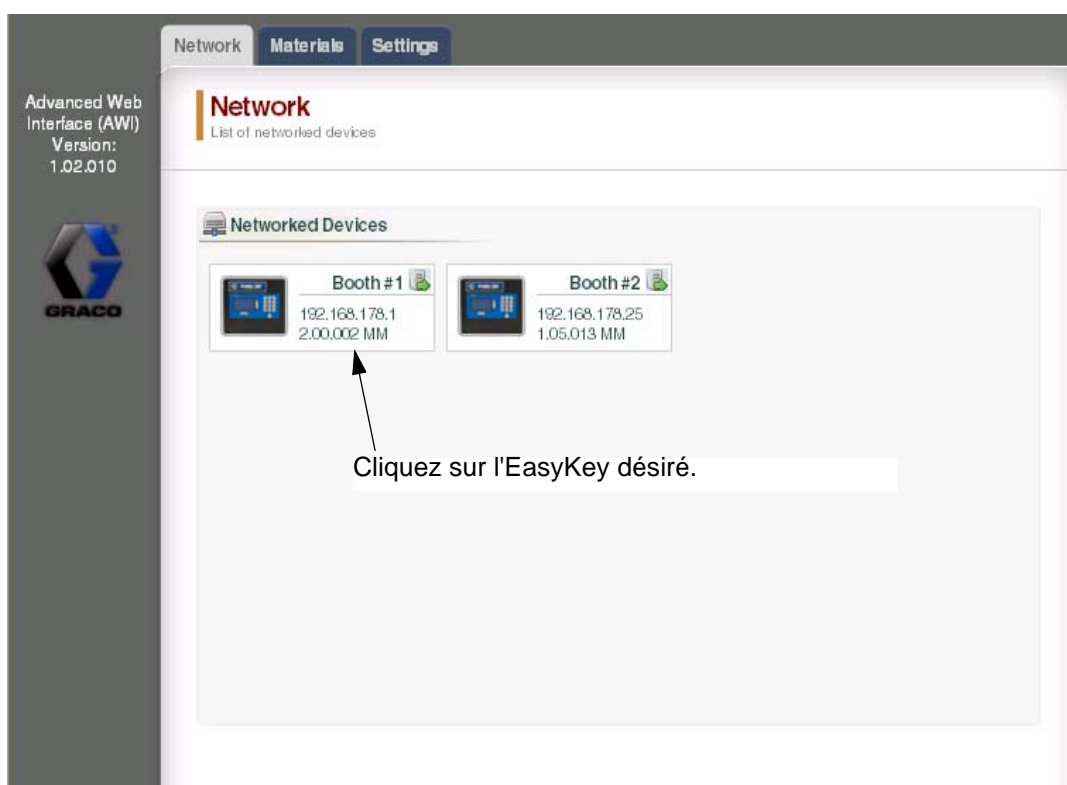 Network Materials Settings
Advanced Web
Interface (AWI)
Version:
1.02.010
GRACO
Network
List of networked devices
Networked Devices
Booth #1
192.168.178.1
2.00.002 MM
Booth #2
192.168.178.25
1.05.013 MM
Cliquez sur l'EasyKey désiré.